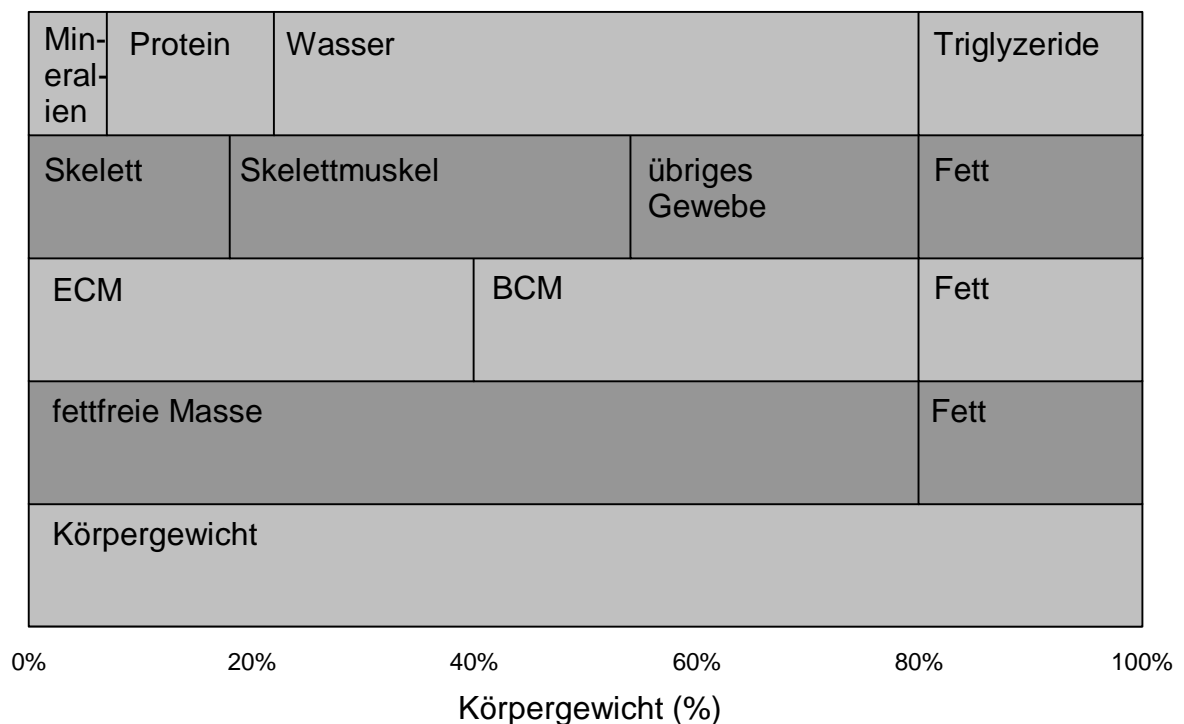 Min-
eral-
ien
Protein
Wasser
Triglyzeride
Skelett
Skelettmuskel
übriges
Gewebe
Fett
ECM
BCM
Fett
fettfreie Masse
Fett
Körpergewicht
0%
20%
40%
60%
80%
100%
Körpergewicht (%)